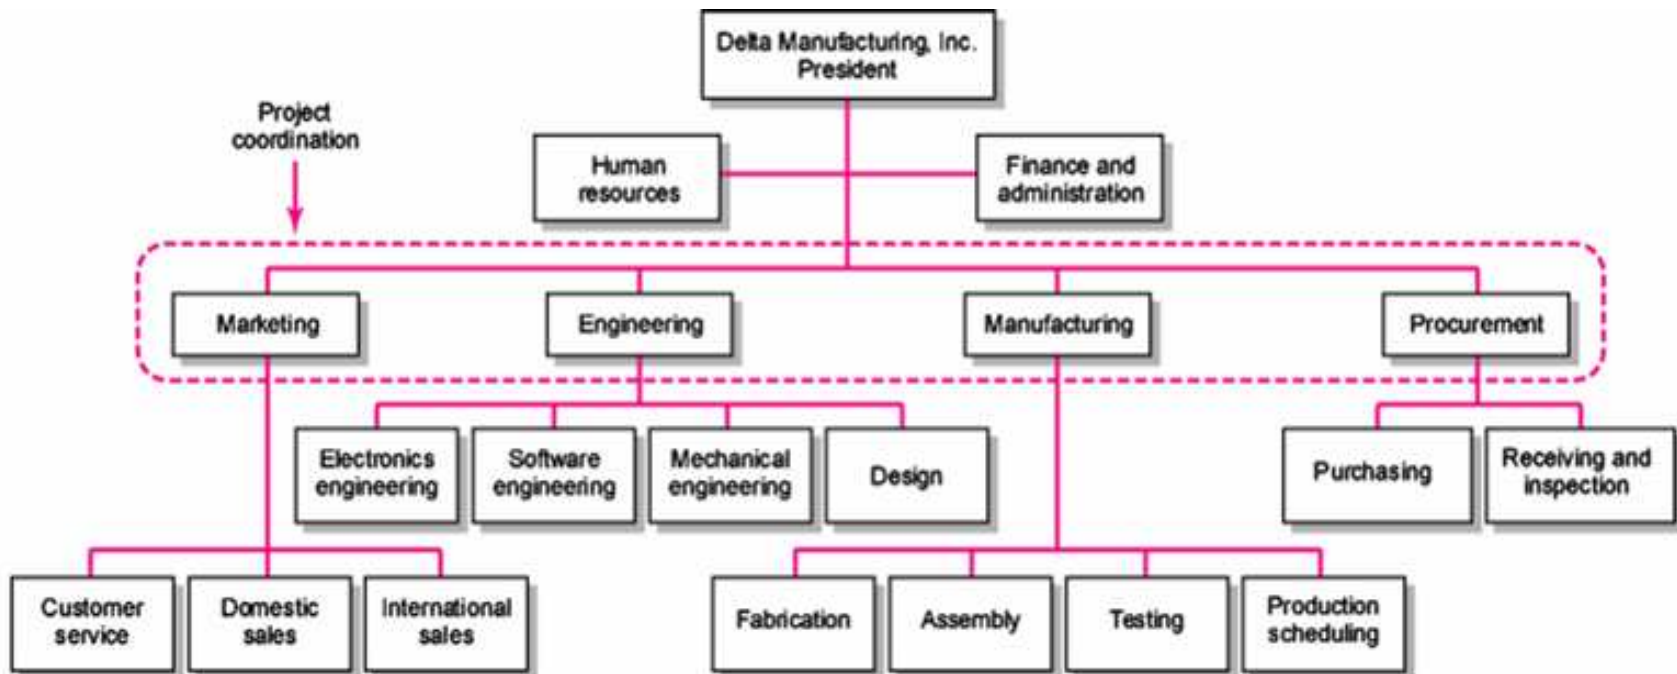 Delta Manufacturing, Inc.
President
Project
coordination
Human
resources
Finance and
administration
Marketing
Engineering
Manufacturing
Procurement
Electronics
engineering
Software
engineering
Mechanical
engineering
Design
Purchasing
Receiving and
inspection
Customer
service
Domestic
sales
International
sales
Fabrication
Assembly
Testing
Production
scheduling